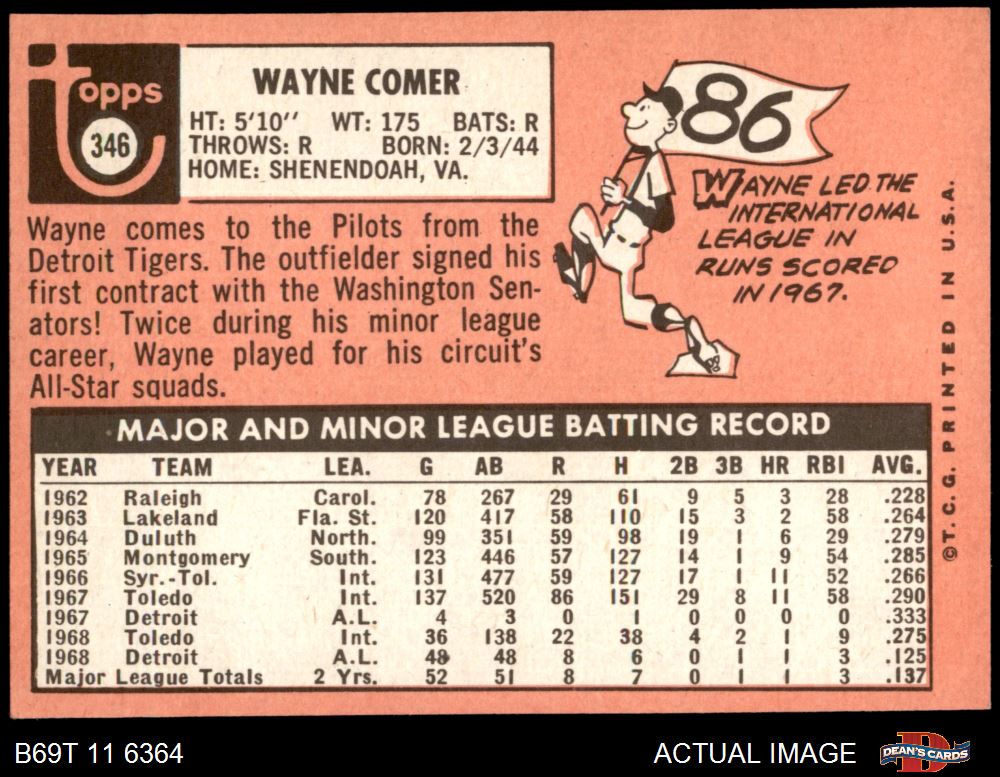 Topps
346
WAYNE COMER
HT: 5'10" WT: 175 BATS: R
THROWS: R BORN: 2/3/44
HOME: SHENENDOAH, VA.
86
WAYNE LED THE
INTERNATIONAL
LEAGUE IN
RUNS SCORED
IN 1967.
Wayne comes to the Pilots from the
Detroit Tigers. The outfielder signed his
first contract with the Washington Sen-
ators! Twice during his minor league
career, Wayne played for his circuit's
All-Star squads.
MAJOR AND MINOR LEAGUE BATTING RECORD
YEAR TEAM LEA. G AB R H 2B 3B HR RBI AVG.
1962 Raleigh Carol. 78 267 29 61 9 5 3 28 .228
1963 Lakeland Fla. St. 120 417 58 110 15 3 2 58 .264
1964 Duluth North. 99 351 59 98 19 1 6 29 .279
1965 Montgomery South. 123 446 57 127 14 1 9 54 .285
1966 Syr.-Tol. Int. 131 477 59 127 17 1 11 52 .266
1967 Toledo Int. 137 520 86 151 29 8 11 58 .290
1967 Detroit A.L. 4 3 0 1 0 0 0 0 .333
1968 Toledo Int. 36 138 22 38 4 2 1 9 .275
1968 Detroit A.L. 48 48 8 6 0 1 1 3 .125
Major League Totals 2 Yrs. 52 51 8 7 0 1 1 3 .137
©T. C. G. PRINTED IN U.S.A.
B69T 11 6364
ACTUAL IMAGE
D
DEAN'S CARDS